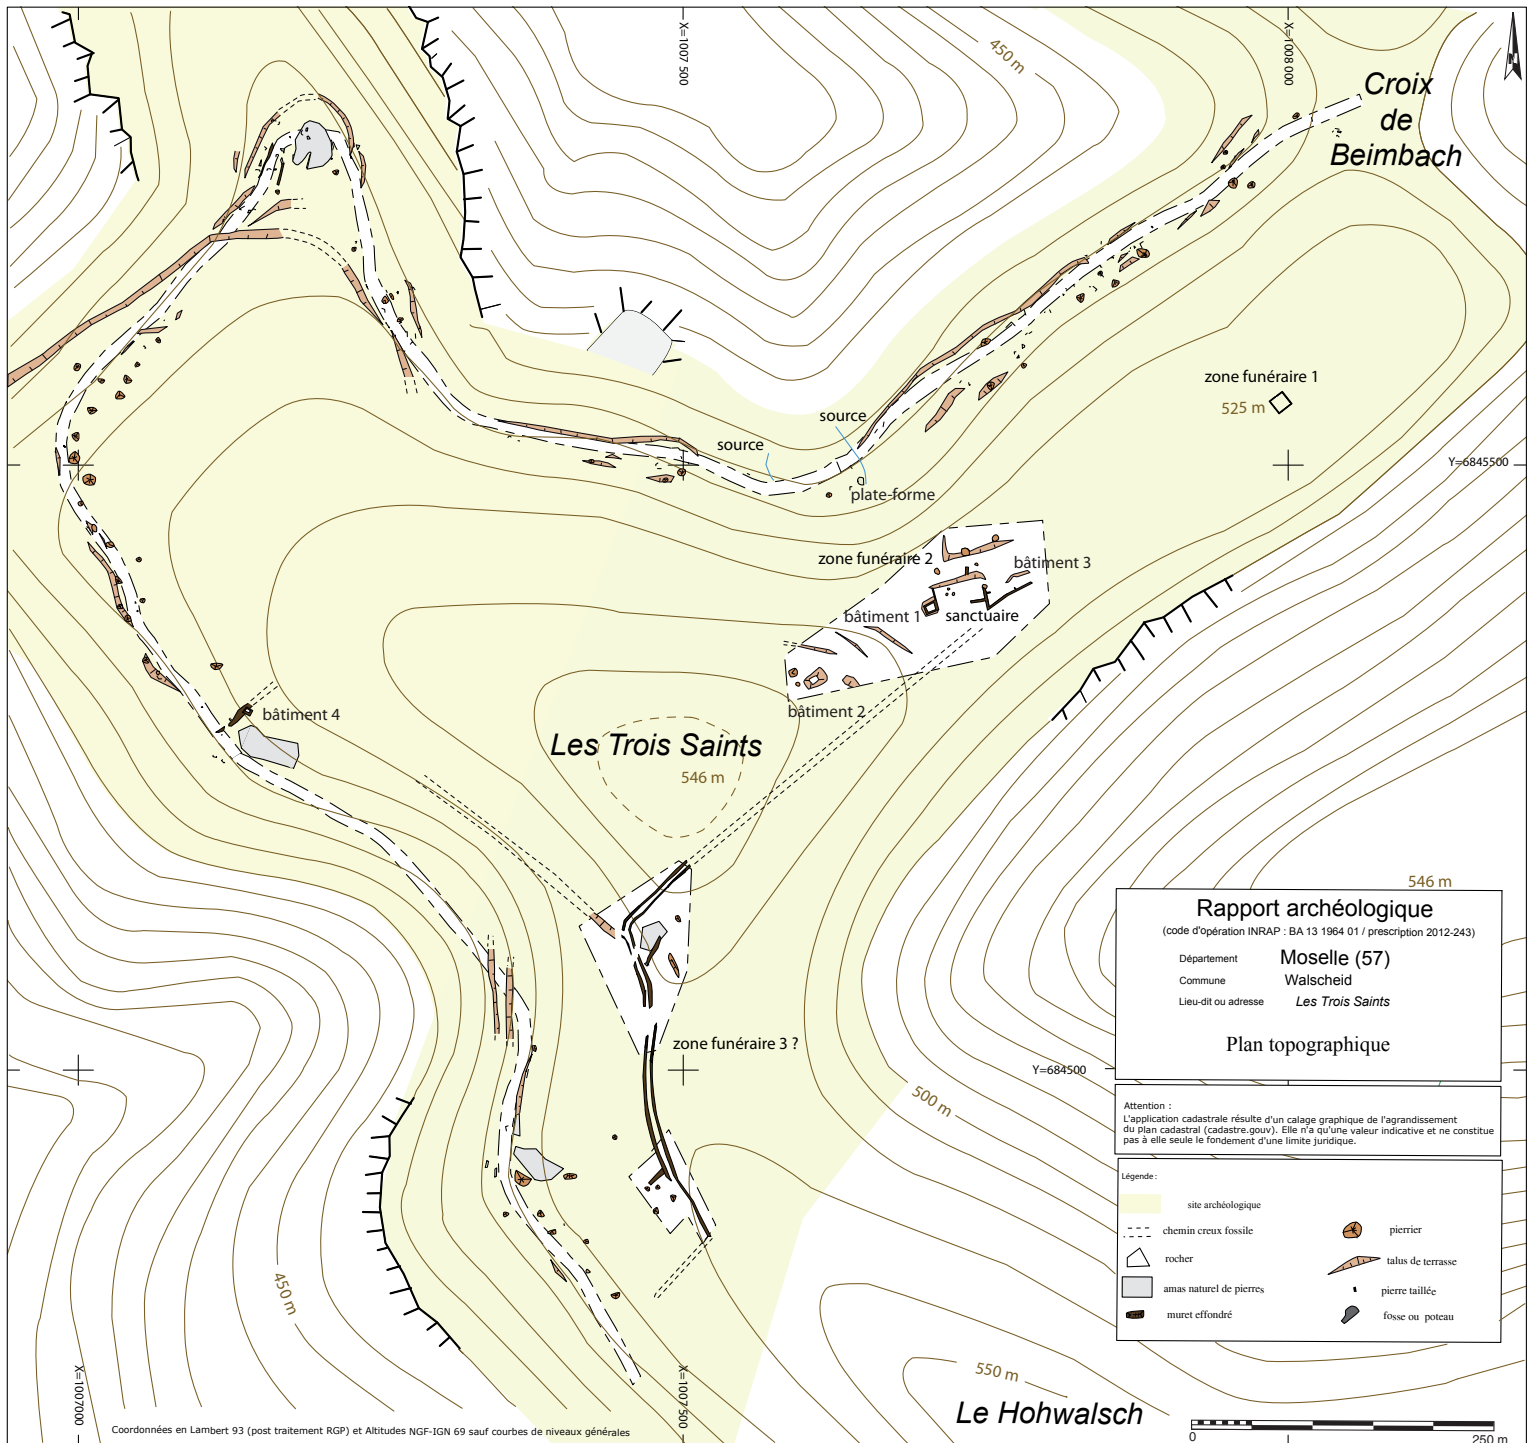 X=1007 500
X=1008 000
450 m
Croix
de
Beimbach
N
zone funéraire 1
525 m
source
source
Y=6845500
plate-forme
zone funéraire 2
bâtiment 3
bâtiment 1
sanctuaire
bâtiment 4
bâtiment 2
Les Trois Saints
546 m
546 m
Rapport archéologique
(code d'opération INRAP : BA 13 1964 01 / prescription 2012-243)
Département Moselle (57)
Commune Walscheid
Lieu-dit ou adresse Les Trois Saints
Plan topographique
zone funéraire 3 ?
Y=684500
500 m
Attention :
L'application cadastrale résulte d'un calage graphique de l'agrandissement
du plan cadastral (cadastre.gouv). Elle n'a qu'une valeur indicative et ne constitue
pas à elle seule le fondement d'une limite juridique.
Légende :
site archéologique
chemin creux fossile
pierrier
rocher
talus de terrasse
amas naturel de pierres
pierre taillée
muret effondré
fosse ou poteau
450 m
X=1007000
X=1007 500
550 m
Le Hohwalsch
Coordonnées en Lambert 93 (post traitement RGP) et Altitudes NGF-IGN 69 sauf courbes de niveaux générales
0 250 m